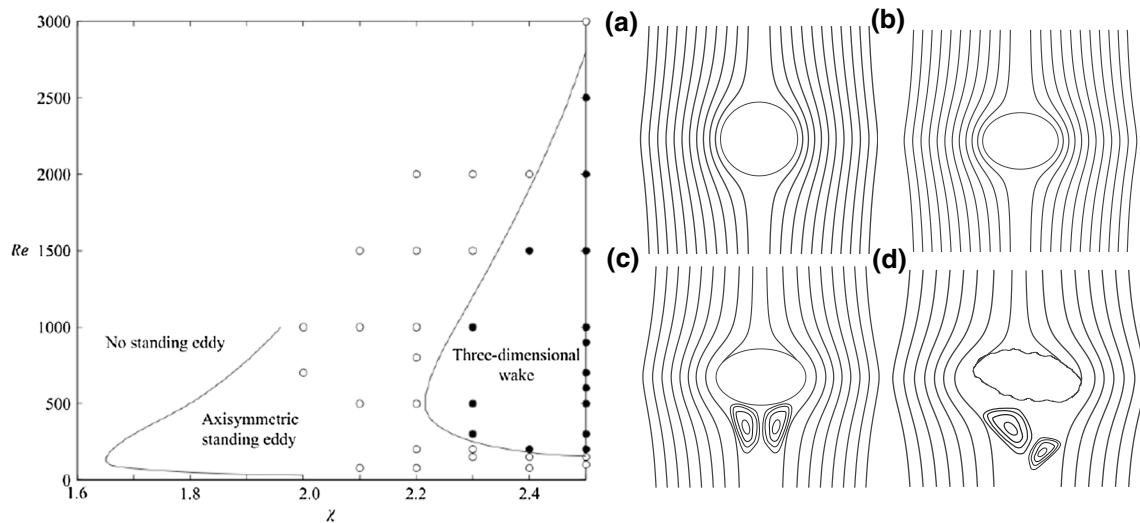 3000
2500
2000
1500
Re
1000
500
0
No standing eddy
Axisymmetric
standing eddy
Three-dimensional
wake
1.6
1.8
2.0
2.2
2.4
χ
(a)
(b)
(c)
(d)